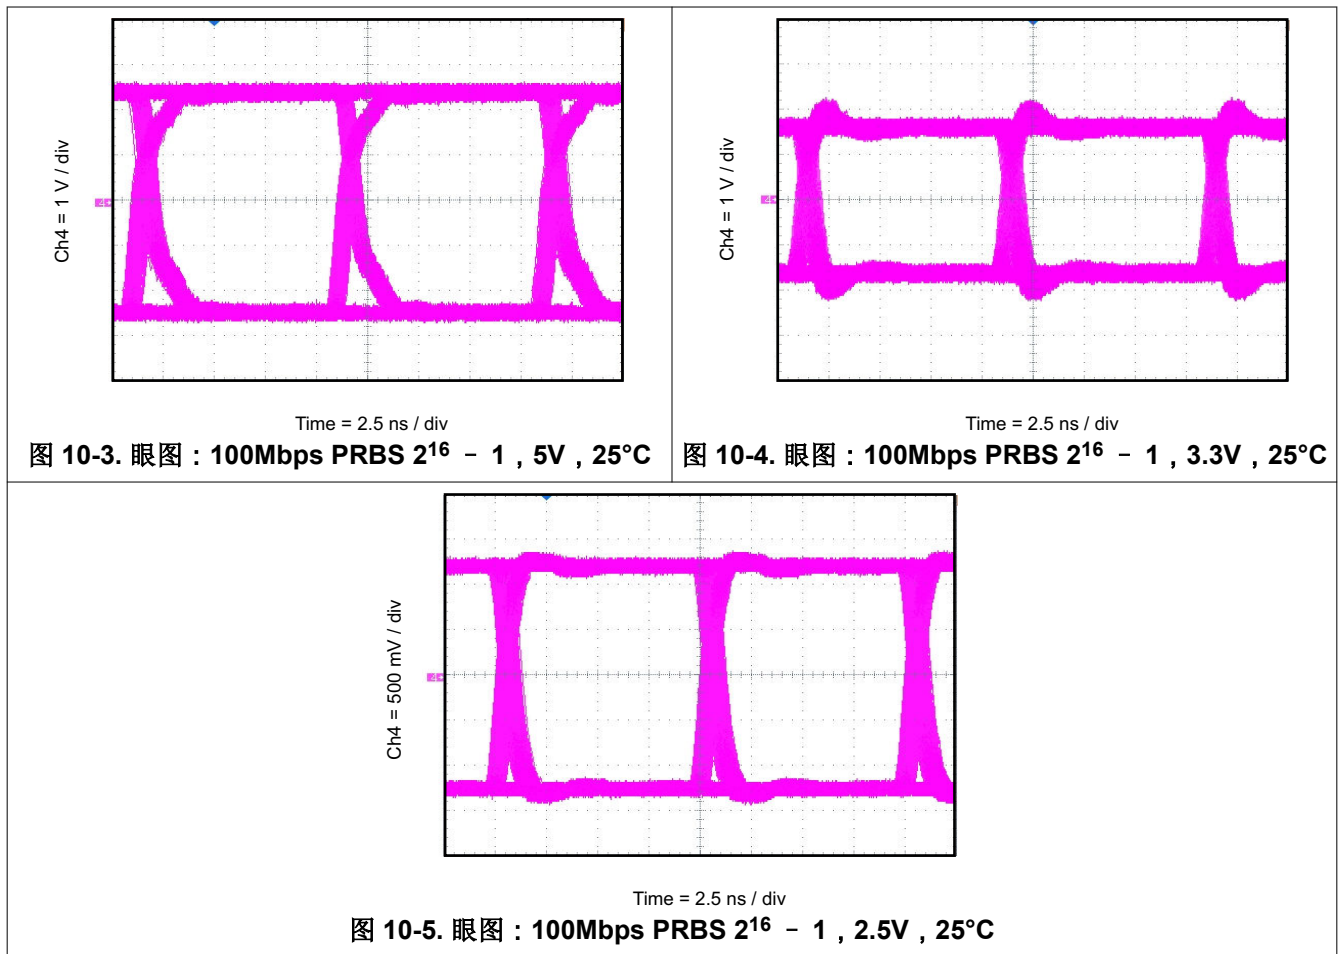 Ch4 = 1 V / div
4
Time = 2.5 ns / div
图 10-3. 眼图：100Mbps PRBS 2¹⁶ － 1，5V，25°C
Ch4 = 1 V / div
4
Time = 2.5 ns / div
图 10-4. 眼图：100Mbps PRBS 2¹⁶ － 1，3.3V，25°C
Ch4 = 500 mV / div
4
Time = 2.5 ns / div
图 10-5. 眼图：100Mbps PRBS 2¹⁶ － 1，2.5V，25°C